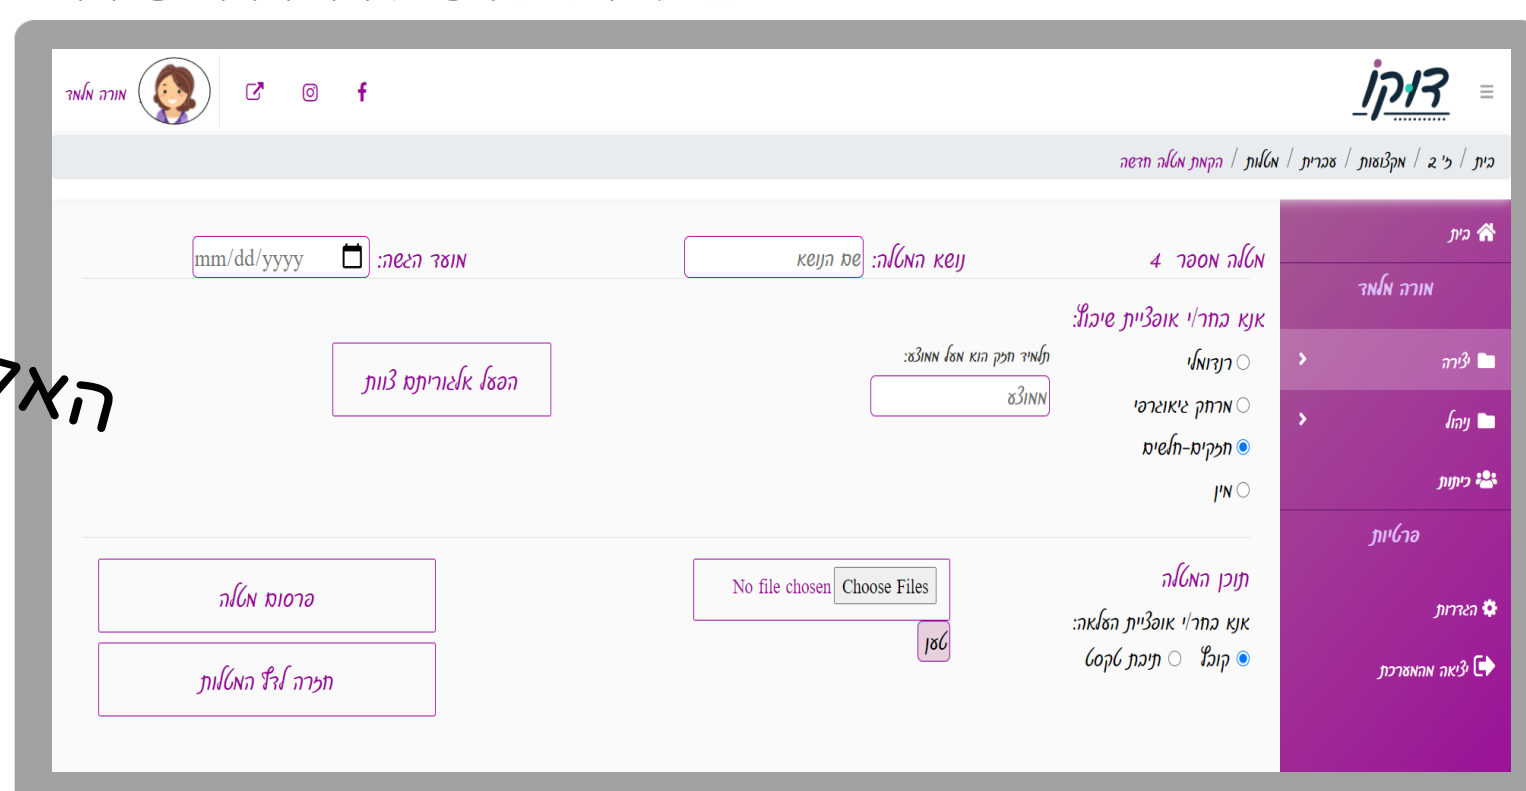 דוקו
מורה מלמד
בית / כ' 2 / מקצועות / עברית / מטלות / הקמת מטלה חדשה
בית
מורה מלמד
יצירה
ניהול
כיתות
פרטיות
הגדרות
יציאה מהמערכת
מטלה מספר 4
נושא המטלה: שם הנושא
מועד הגשה: mm/dd/yyyy
אנא בחר/י אופציית שיבוץ:
רנדומלי
מרחק גיאוגרפי
חזקים-חלשים
מין
תלמיד חזק הוא מעל ממוצע:
ממוצע
הפעל אלגוריתם צוות
תוכן המטלה
אנא בחר/י אופציית העלאה:
קובץ תיבת טקסט
Choose Files No file chosen
טען
פרסום מטלה
חזרה לדף המטלות